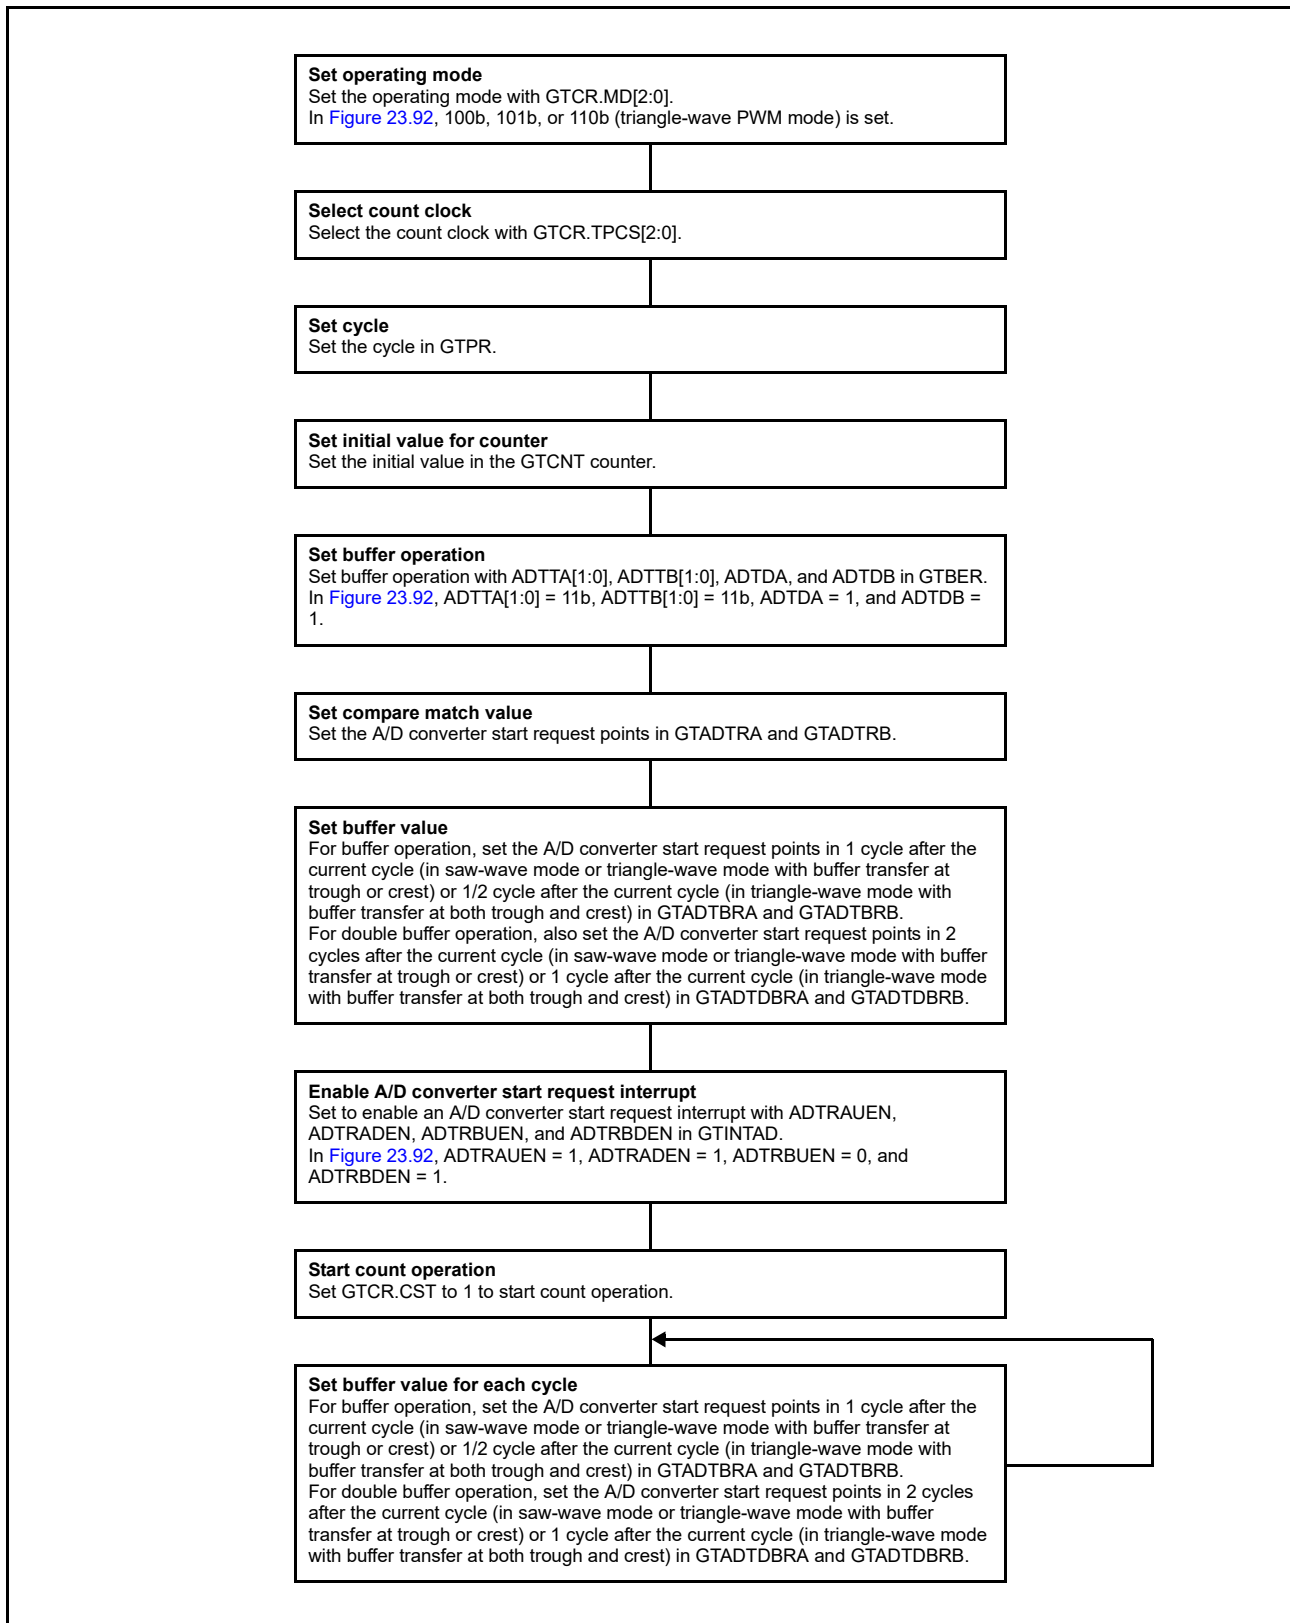 Set operating mode
Set the operating mode with GTCR.MD[2:0].
In Figure 23.92, 100b, 101b, or 110b (triangle-wave PWM mode) is set.
Select count clock
Select the count clock with GTCR.TPCS[2:0].
Set cycle
Set the cycle in GTPR.
Set initial value for counter
Set the initial value in the GTCNT counter.
Set buffer operation
Set buffer operation with ADTTA[1:0], ADTTB[1:0], ADTDA, and ADTDB in GTBER.
In Figure 23.92, ADTTA[1:0] = 11b, ADTTB[1:0] = 11b, ADTDA = 1, and ADTDB =
1.
Set compare match value
Set the A/D converter start request points in GTADTRA and GTADTRB.
Set buffer value
For buffer operation, set the A/D converter start request points in 1 cycle after the
current cycle (in saw-wave mode or triangle-wave mode with buffer transfer at
trough or crest) or 1/2 cycle after the current cycle (in triangle-wave mode with
buffer transfer at both trough and crest) in GTADTBRA and GTADTBRB.
For double buffer operation, also set the A/D converter start request points in 2
cycles after the current cycle (in saw-wave mode or triangle-wave mode with buffer
transfer at trough or crest) or 1 cycle after the current cycle (in triangle-wave mode
with buffer transfer at both trough and crest) in GTADTDBRA and GTADTDBRB.
Enable A/D converter start request interrupt
Set to enable an A/D converter start request interrupt with ADTRAUEN,
ADTRADEN, ADTRBUEN, and ADTRBDEN in GTINTAD.
In Figure 23.92, ADTRAUEN = 1, ADTRADEN = 1, ADTRBUEN = 0, and
ADTRBDEN = 1.
Start count operation
Set GTCR.CST to 1 to start count operation.
Set buffer value for each cycle
For buffer operation, set the A/D converter start request points in 1 cycle after the
current cycle (in saw-wave mode or triangle-wave mode with buffer transfer at
trough or crest) or 1/2 cycle after the current cycle (in triangle-wave mode with
buffer transfer at both trough and crest) in GTADTBRA and GTADTBRB.
For double buffer operation, set the A/D converter start request points in 2 cycles
after the current cycle (in saw-wave mode or triangle-wave mode with buffer
transfer at trough or crest) or 1 cycle after the current cycle (in triangle-wave mode
with buffer transfer at both trough and crest) in GTADTDBRA and GTADTDBRB.